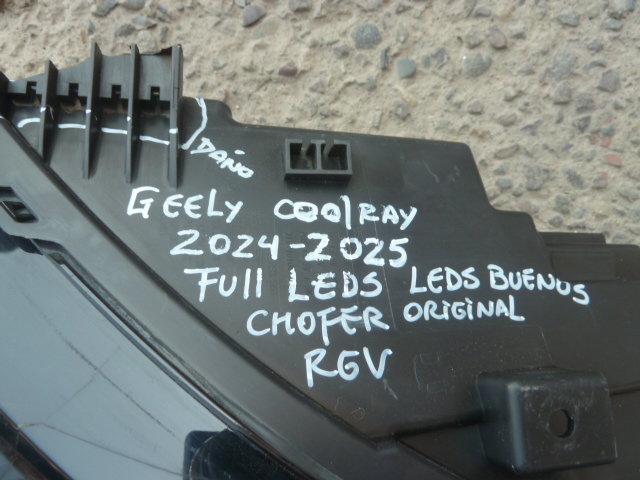 DAÑO
GEELY COOLRAY
2024-2025
FUll LEDS LEDS BUENOS
CHOFER ORIGINAL
RGV